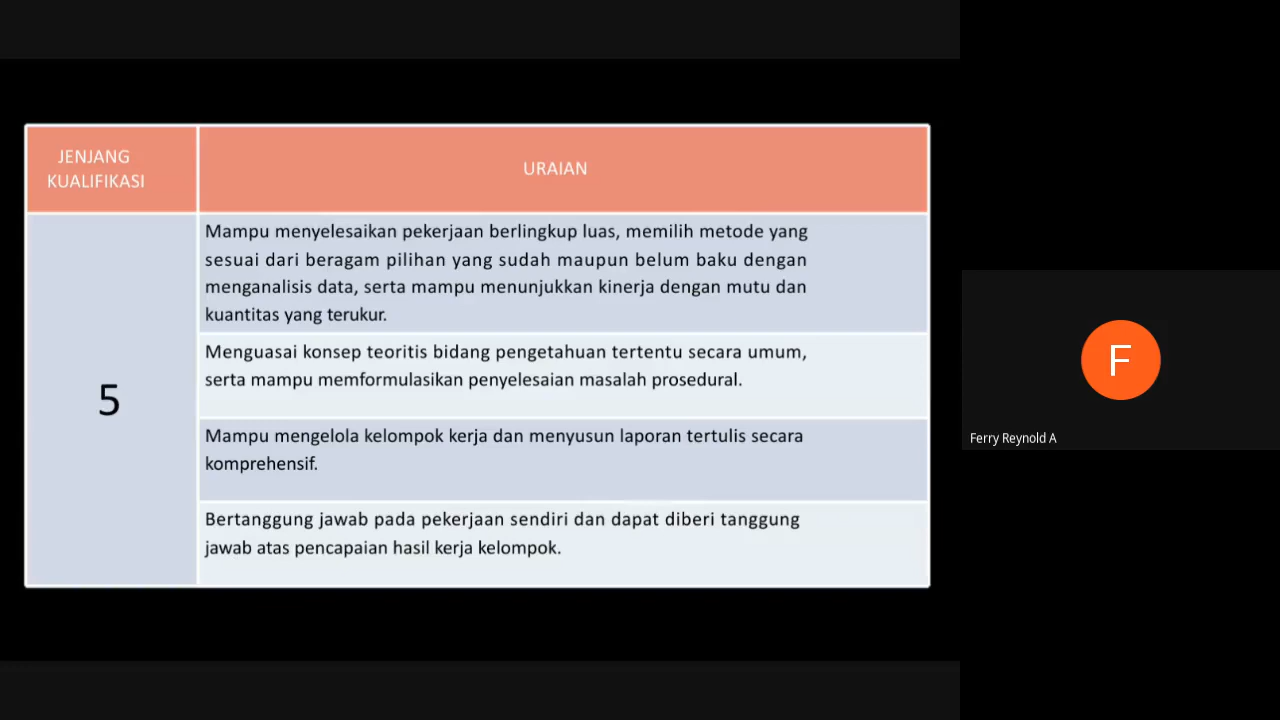 JENJANG
KUALIFIKASI
URAIAN
5
Mampu menyelesaikan pekerjaan berlingkup luas, memilih metode yang
sesuai dari beragam pilihan yang sudah maupun belum baku dengan
menganalisis data, serta mampu menunjukkan kinerja dengan mutu dan
kuantitas yang terukur.
Menguasai konsep teoritis bidang pengetahuan tertentu secara umum,
serta mampu memformulasikan penyelesaian masalah prosedural.
Mampu mengelola kelompok kerja dan menyusun laporan tertulis secara
komprehensif.
Bertanggung jawab pada pekerjaan sendiri dan dapat diberi tanggung
jawab atas pencapaian hasil kerja kelompok.
F
Ferry Reynold A